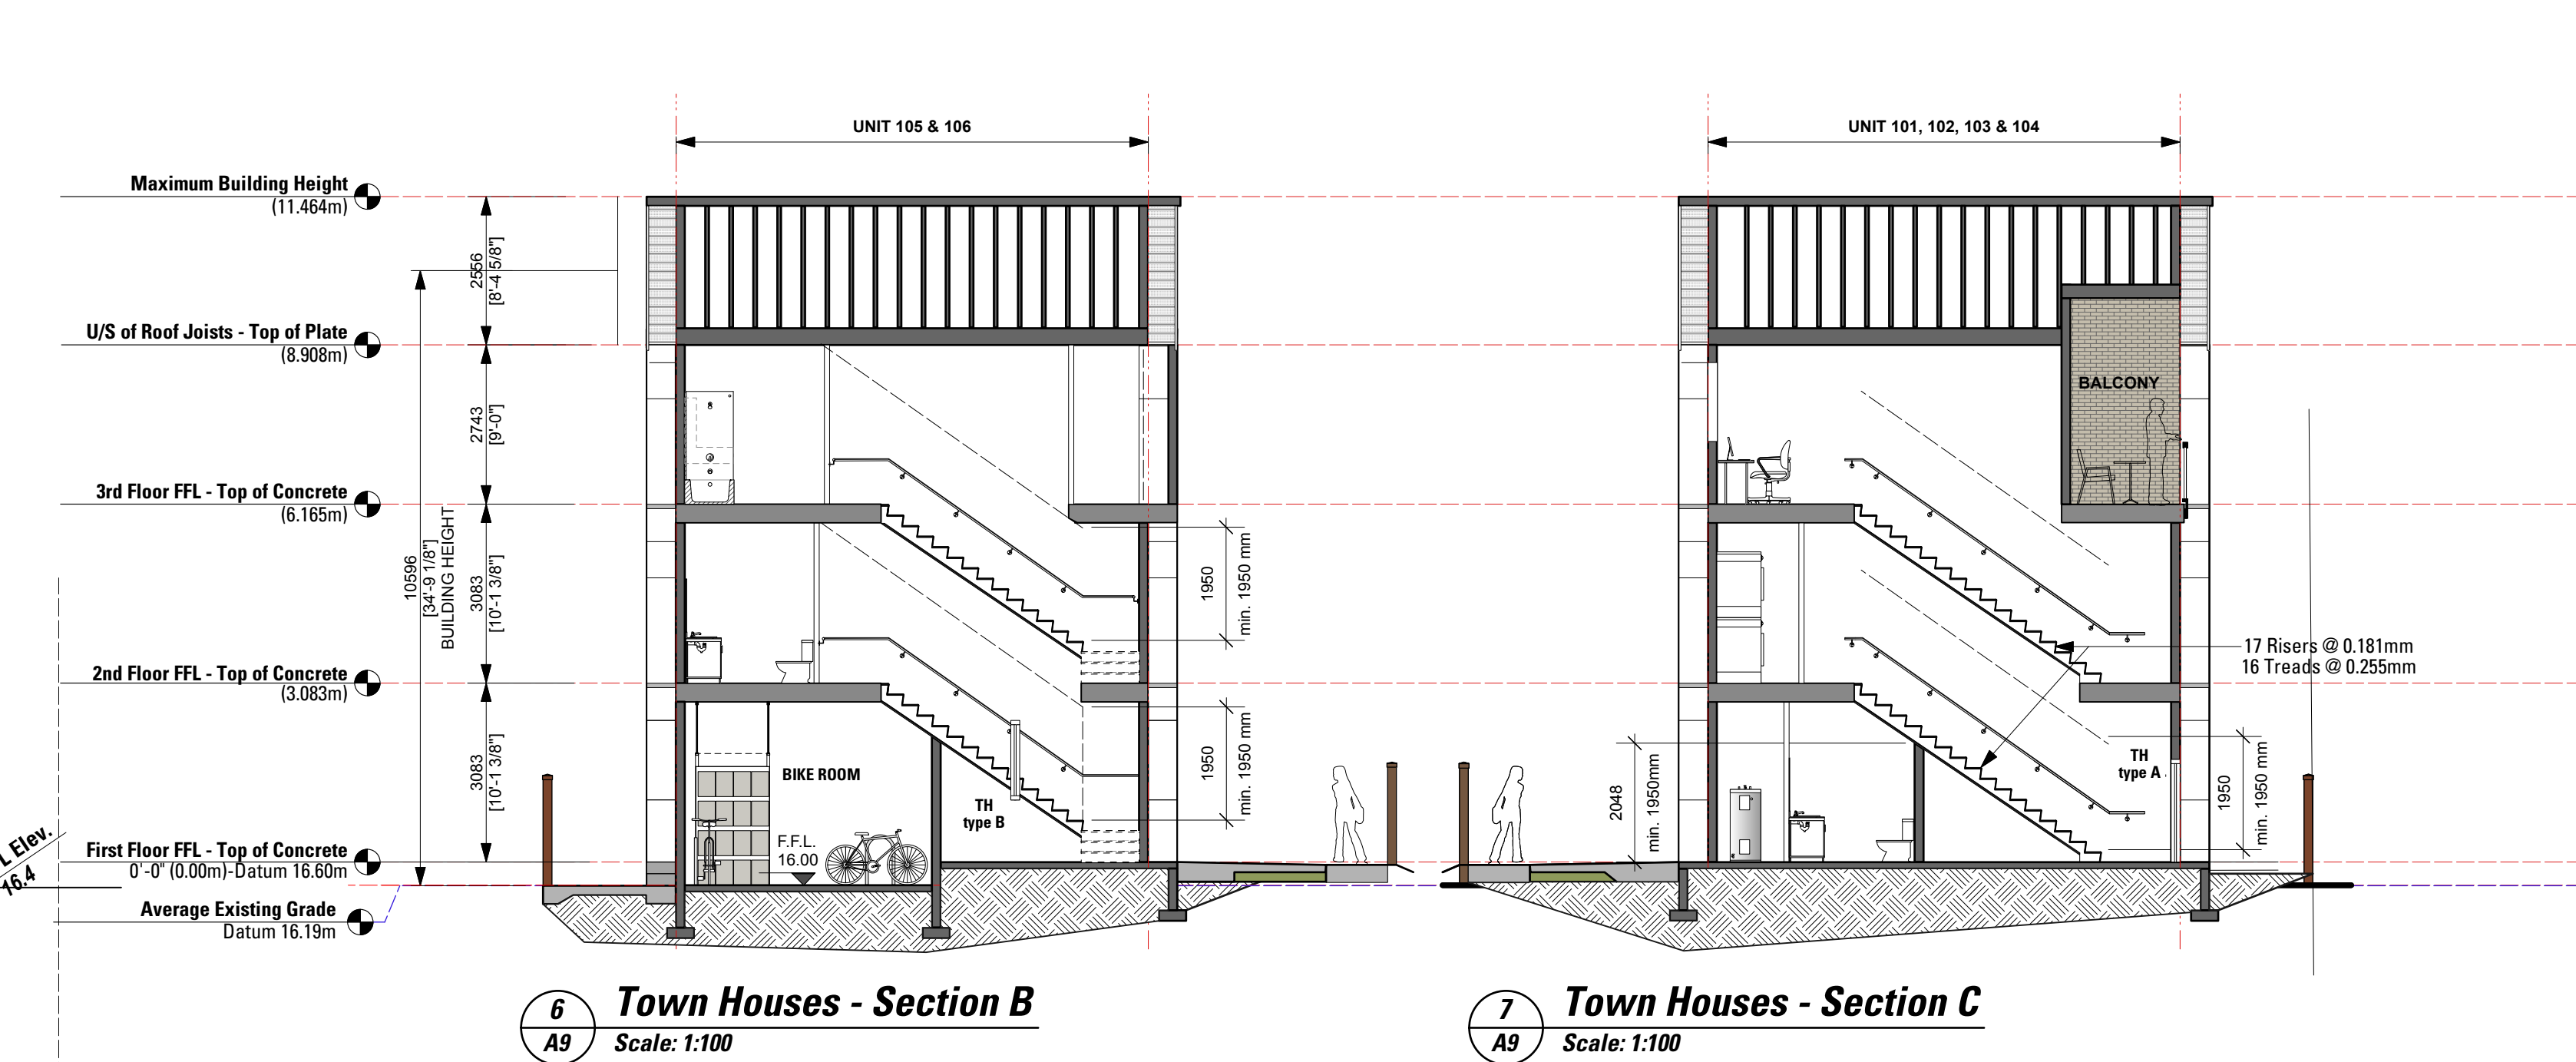 UNIT 105 & 106
UNIT 101, 102, 103 & 104
Maximum Building Height
(11.464m)
2556
[8'-4 5/8"]
U/S of Roof Joists - Top of Plate
(8.908m)
BALCONY
2743
[9'-0"]
3rd Floor FFL - Top of Concrete
(6.165m)
10596
[34'-9 1/8"]
BUILDING HEIGHT
3083
[10'-1 3/8"]
1950
min. 1950 mm
17 Risers @ 0.181mm
16 Treads @ 0.255mm
2nd Floor FFL - Top of Concrete
(3.083m)
3083
[10'-1 3/8"]
BIKE ROOM
TH
type B
F.F.L.
16.00
1950
min. 1950 mm
2048
min. 1950mm
TH
type A
1950
min. 1950 mm
L Elev.
16.4
First Floor FFL - Top of Concrete
0'-0" (0.00m)-Datum 16.60m
Average Existing Grade
Datum 16.19m
6
A9
Town Houses - Section B
Scale: 1:100
7
A9
Town Houses - Section C
Scale: 1:100